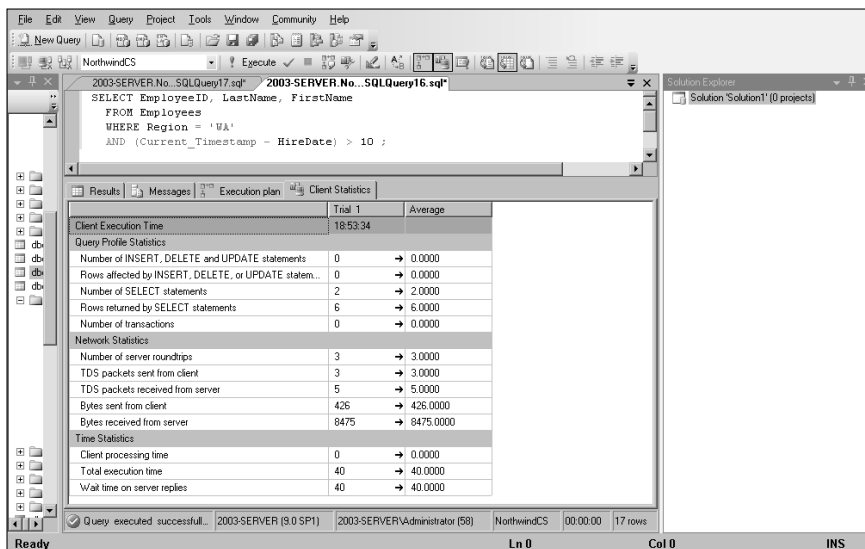 File Edit View Query Project Tools Window Community Help
New Query
NorthwindCS Execute
2003-SERVER.No...SQLQuery17.sql* 2003-SERVER.No...SQLQuery16.sql*
Solution Explorer
SELECT EmployeeID, LastName, FirstName
FROM Employees
WHERE Region = 'WA'
AND (Current_Timestamp - HireDate) > 10 ;
Solution 'Solution1' (0 projects)
dbo
dbo
dbo
dbo
Results Messages Execution plan Client Statistics
Trial 1 Average
Client Execution Time 18:53:34
Query Profile Statistics
Number of INSERT, DELETE and UPDATE statements 0 → 0.0000
Rows affected by INSERT, DELETE, or UPDATE statem... 0 → 0.0000
Number of SELECT statements 2 → 2.0000
Rows returned by SELECT statements 6 → 6.0000
Number of transactions 0 → 0.0000
Network Statistics
Number of server roundtrips 3 → 3.0000
TDS packets sent from client 3 → 3.0000
TDS packets received from server 5 → 5.0000
Bytes sent from client 426 → 426.0000
Bytes received from server 8475 → 8475.0000
Time Statistics
Client processing time 0 → 0.0000
Total execution time 40 → 40.0000
Wait time on server replies 40 → 40.0000
Query executed successfull... 2003-SERVER (9.0 SP1) 2003-SERVER\Administrator (58) NorthwindCS 00:00:00 17 rows
Ready Ln 0 Col 0 INS